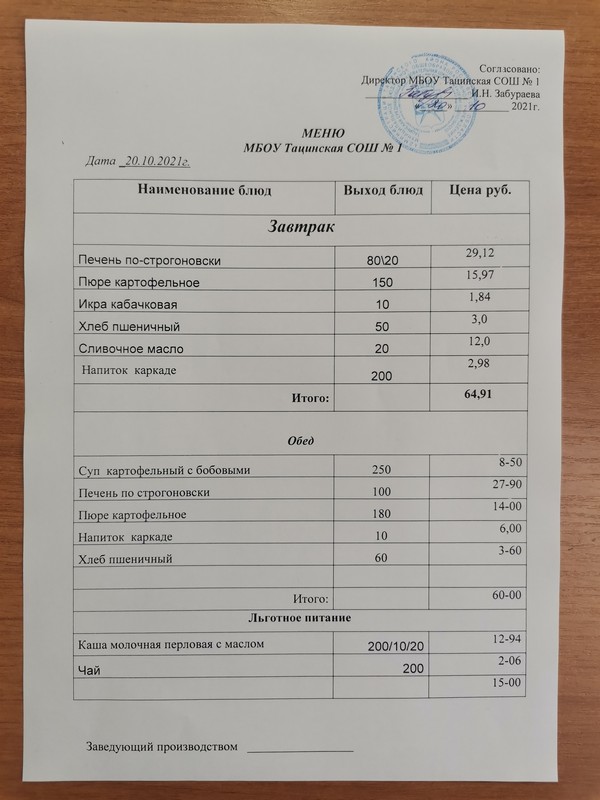 Согласовано:
Директор МБОУ Тацинская СОШ № 1
И.Н. Забураева
«20» 10 2021г.
МЕНЮ
МБОУ Тацинская СОШ № 1
Дата _20.10.2021г.
Наименование блюд Выход блюд Цена руб.
Завтрак
Печень по-строгоновски 80\20 29,12
Пюре картофельное 150 15,97
Икра кабачковая 10 1,84
Хлеб пшеничный 50 3,0
Сливочное масло 20 12,0
Напиток каркаде 200 2,98
Итого: 64,91
Обед
Суп картофельный с бобовыми 250 8-50
Печень по строгоновски 100 27-90
Пюре картофельное 180 14-00
Напиток каркаде 10 6,00
Хлеб пшеничный 60 3-60
Итого: 60-00
Льготное питание
Каша молочная перловая с маслом 200/10/20 12-94
Чай 200 2-06
15-00
Заведующий производством